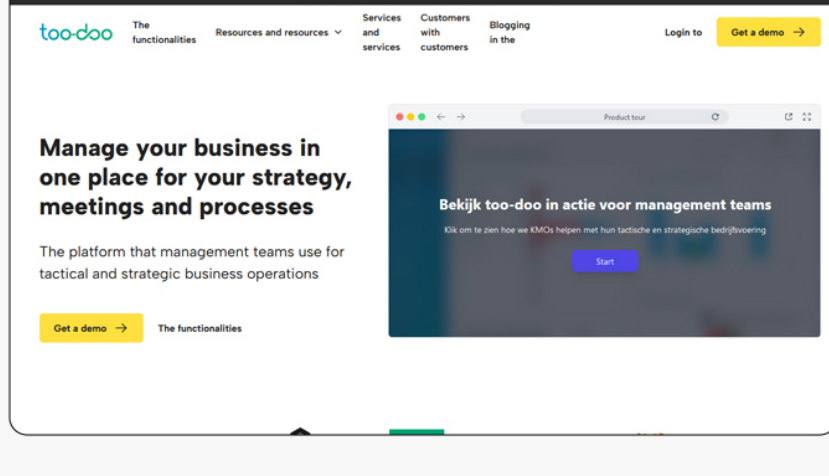 too-doo
The
functionalities
Resources and resources
Services
and
services
Customers
with
customers
Blogging
in the
Login to
Get a demo →
Manage your business in
one place for your strategy,
meetings and processes
The platform that management teams use for
tactical and strategic business operations
Get a demo →
The functionalities
Product tour
Bekijk too-doo in actie voor management teams
Klik om te zien hoe we KMOs helpen met hun tactische en strategische bedrijfsvoering
Start